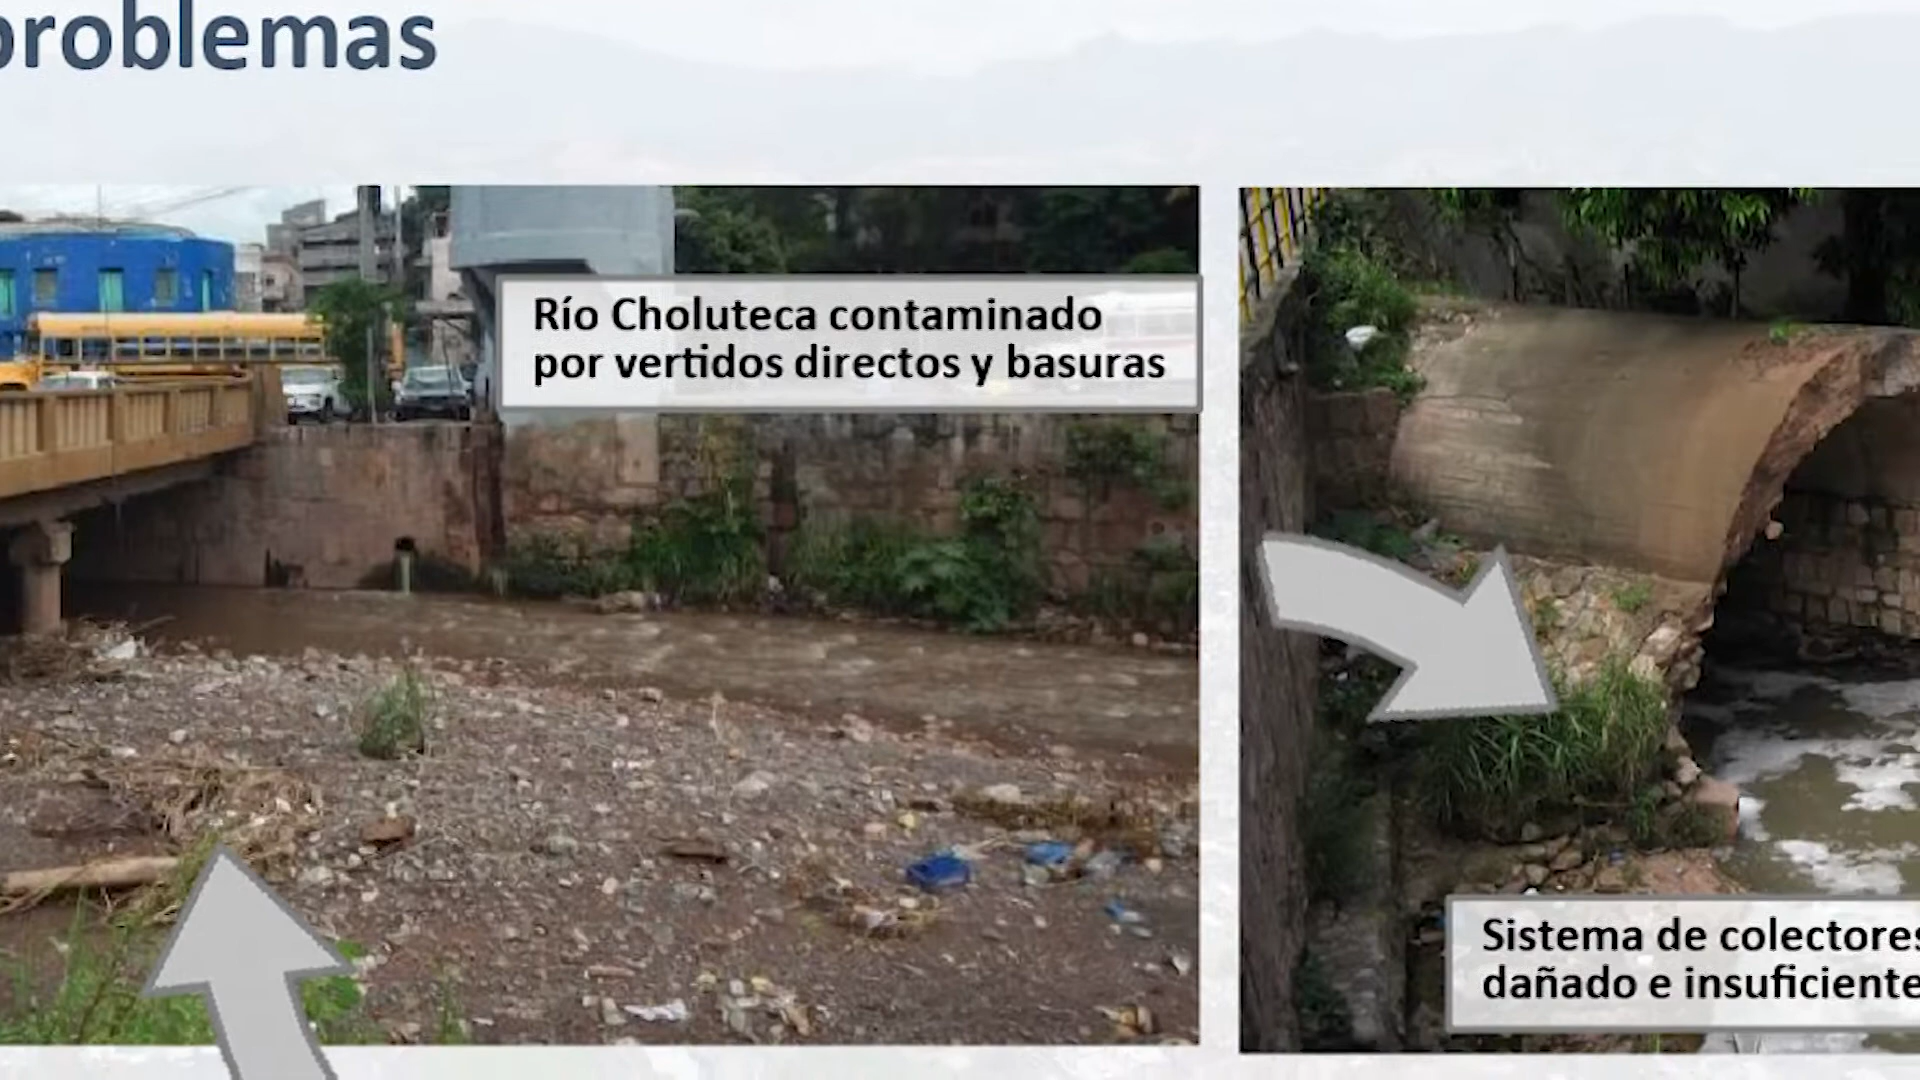 problemas
Río Choluteca contaminado
por vertidos directos y basuras
Sistema de colectores
dañado e insuficiente